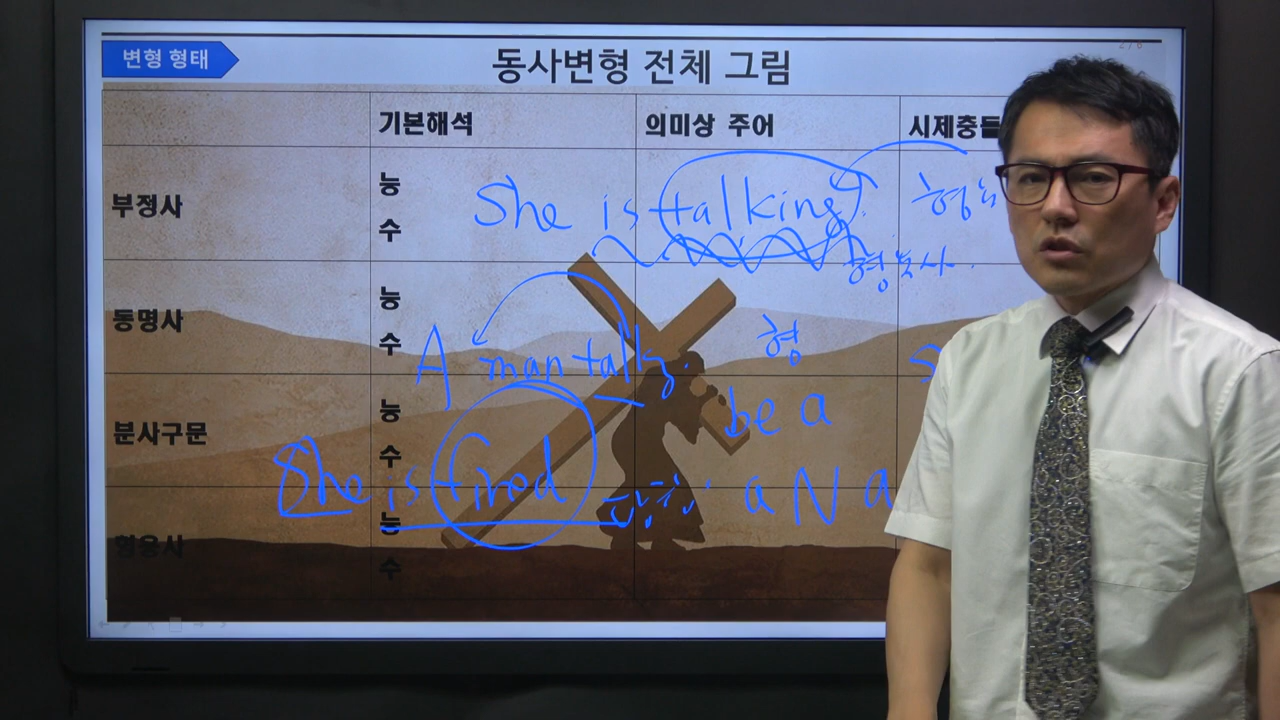 변형 형태
동사변형 전체 그림
기본해석 의미상 주어 시제충돌
부정사
능
수
She is talking 형
형부사
동명사
능
수
A man talk 형
분사구문
능
수
be a
She is fired a N a
형용사
능
수